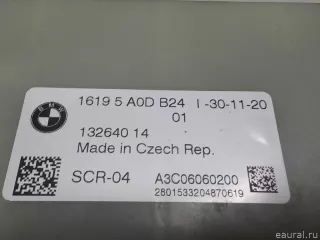 BMW
1619 5 A0D B24 I -30-11-20
01
132640 14
Made in Czech Rep.
SCR-04 A3C06060200
2801533204870619
eaural.ru